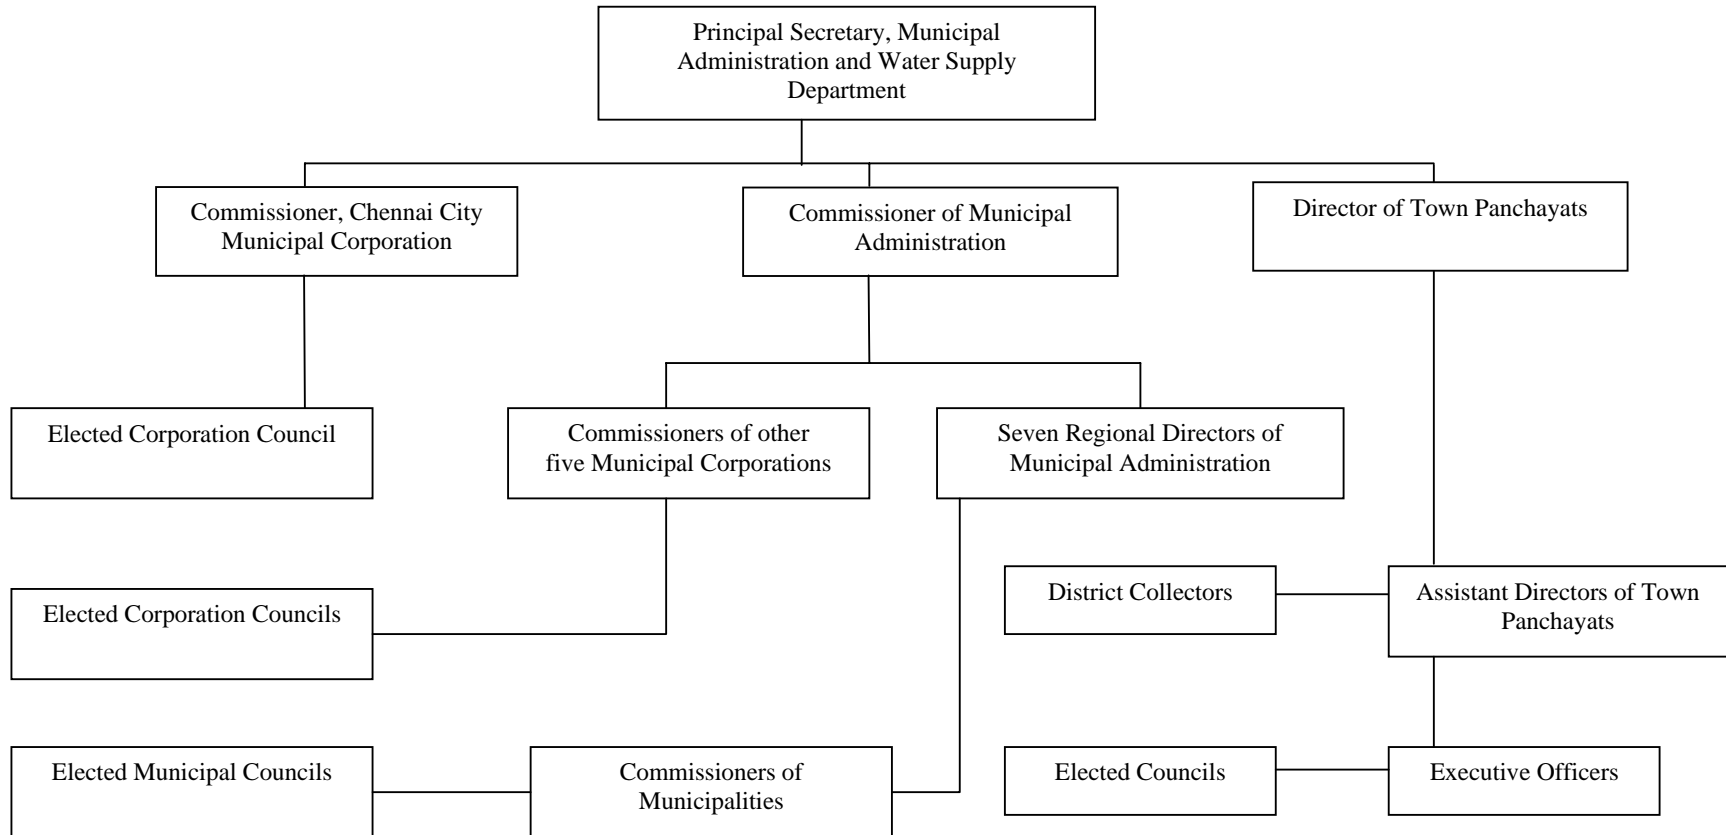 Principal Secretary, Municipal
Administration and Water Supply
Department
Commissioner, Chennai City
Municipal Corporation
Commissioner of Municipal
Administration
Director of Town Panchayats
Elected Corporation Council
Commissioners of other
five Municipal Corporations
Seven Regional Directors of
Municipal Administration
Elected Corporation Councils
District Collectors
Assistant Directors of Town
Panchayats
Elected Municipal Councils
Commissioners of
Municipalities
Elected Councils
Executive Officers